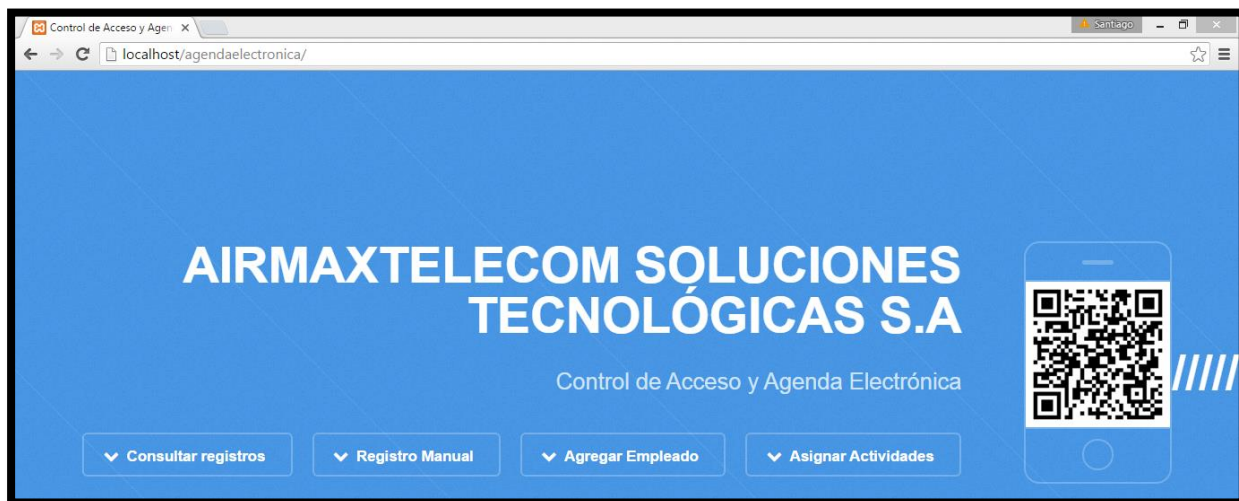 Control de Acceso y Agen
Santiago
localhost/agendaelectronica/
AIRMAXTELECOM SOLUCIONES
TECNOLÓGICAS S.A
Control de Acceso y Agenda Electrónica
Consultar registros
Registro Manual
Agregar Empleado
Asignar Actividades